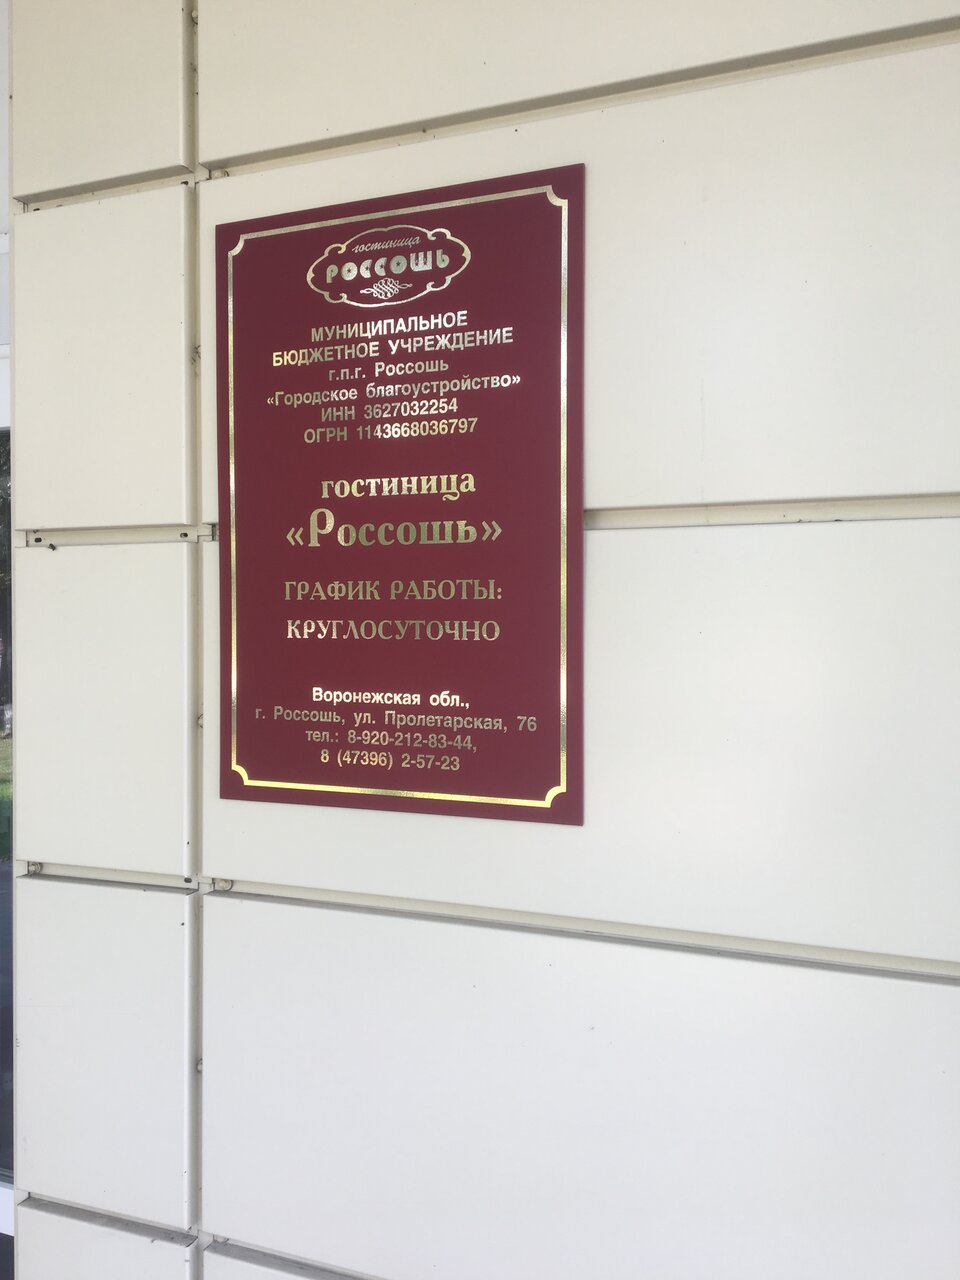 гостиница
РОССОШЬ
МУНИЦИПАЛЬНОЕ
БЮДЖЕТНОЕ УЧРЕЖДЕНИЕ
г.п.г. Россошь
«Городское благоустройство»
ИНН 3627032254
ОГРН 1143668036797
гостиница
«Россошь»
ГРАФИК РАБОТЫ:
КРУГЛОСУТОЧНО
Воронежская обл.,
г. Россошь, ул. Пролетарская, 76
тел.: 8-920-212-83-44,
8 (47396) 2-57-23